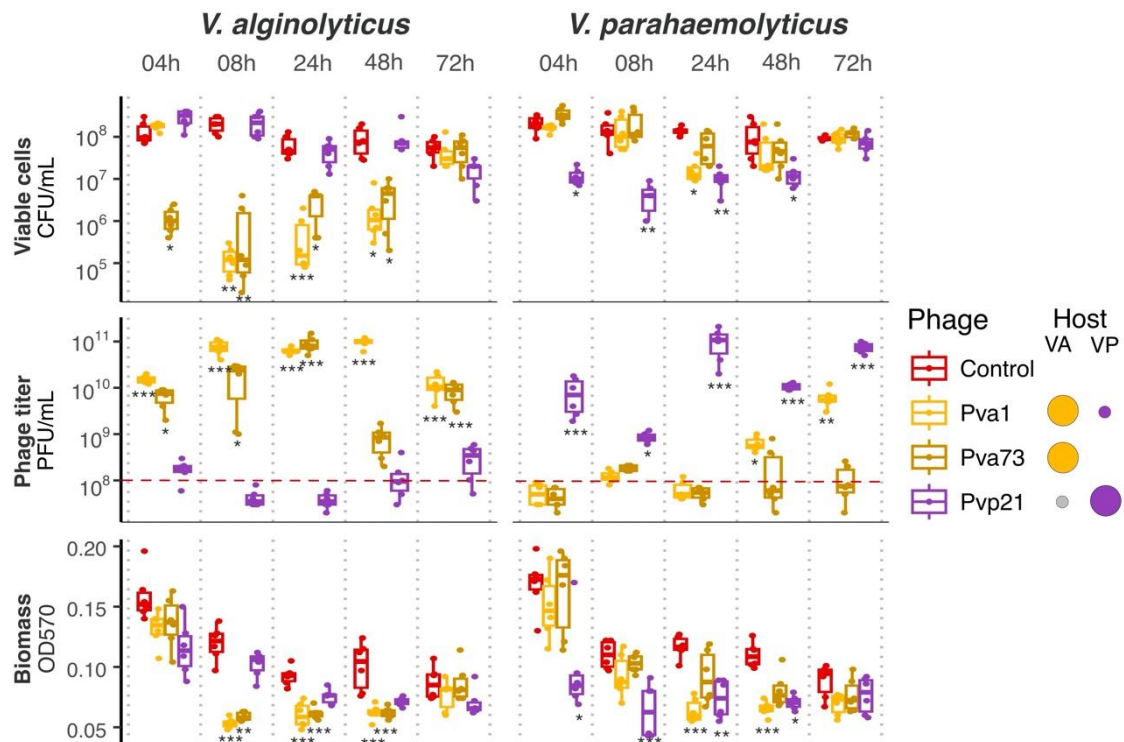 V. alginolyticus V. parahaemolyticus
04h 08h 24h 48h 72h 04h 08h 24h 48h 72h
Viable cells
CFU/mL
10⁸
10⁷
10⁶
10⁵
* ** ** *** * * *
* ** * ** *
Phage titer
PFU/mL
10¹¹
10¹⁰
10⁹
10⁸
*** * *** * *** *** *** *** ***
*** * *** * *** ** ***
Biomass
OD570
0.20
0.15
0.10
0.05
*** ** *** *** *** ***
* *** *** ** *** *
Phage Host
VA VP
Control
Pva1
Pva73
Pvp21